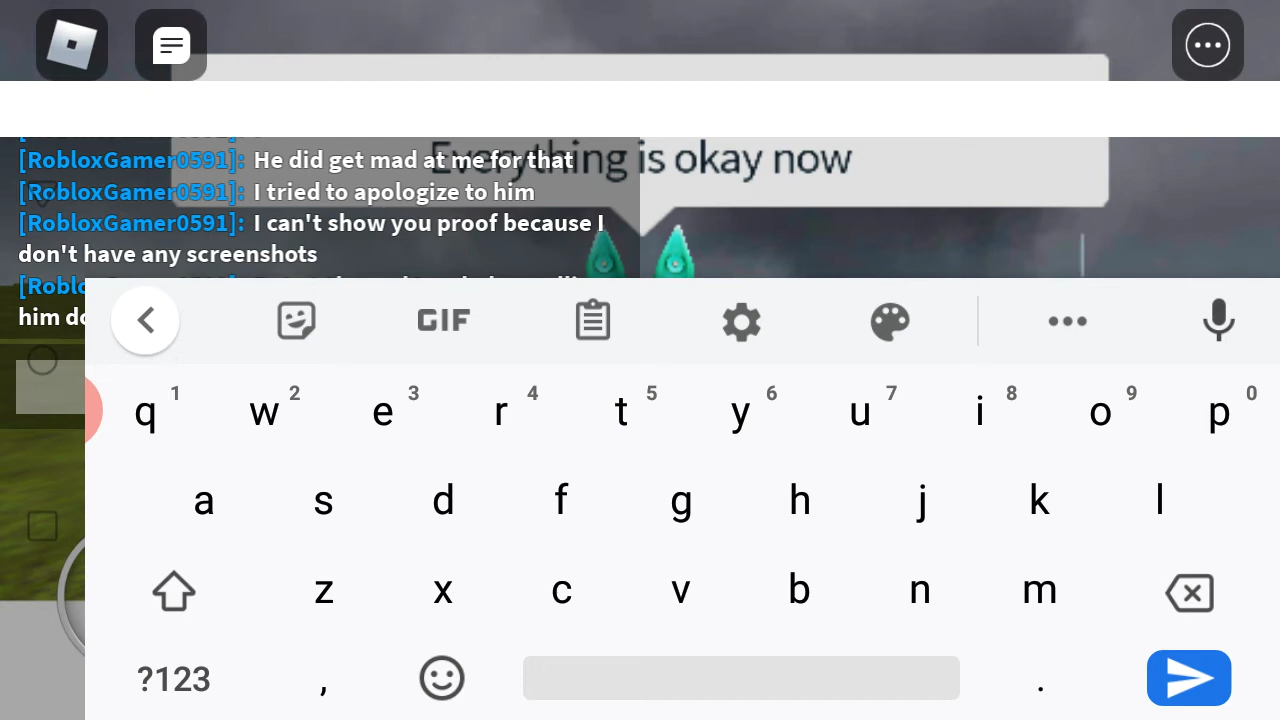 Everything is okay now
[RobloxGamer0591]: He did get mad at me for that
[RobloxGamer0591]: I tried to apologize to him
[RobloxGamer0591]: I can't show you proof because I
don't have any screenshots
him
GIF
q 1 w 2 e 3 r 4 t 5 y 6 u 7 i 8 o 9 p 0
a s d f g h j k l
z x c v b n m
?123 , .